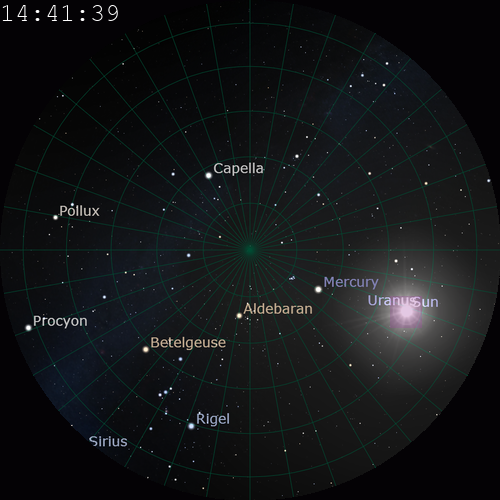 14:41:39
Capella
Pollux
Mercury
Uranus
Sun
Aldebaran
Procyon
Betelgeuse
Rigel
Sirius